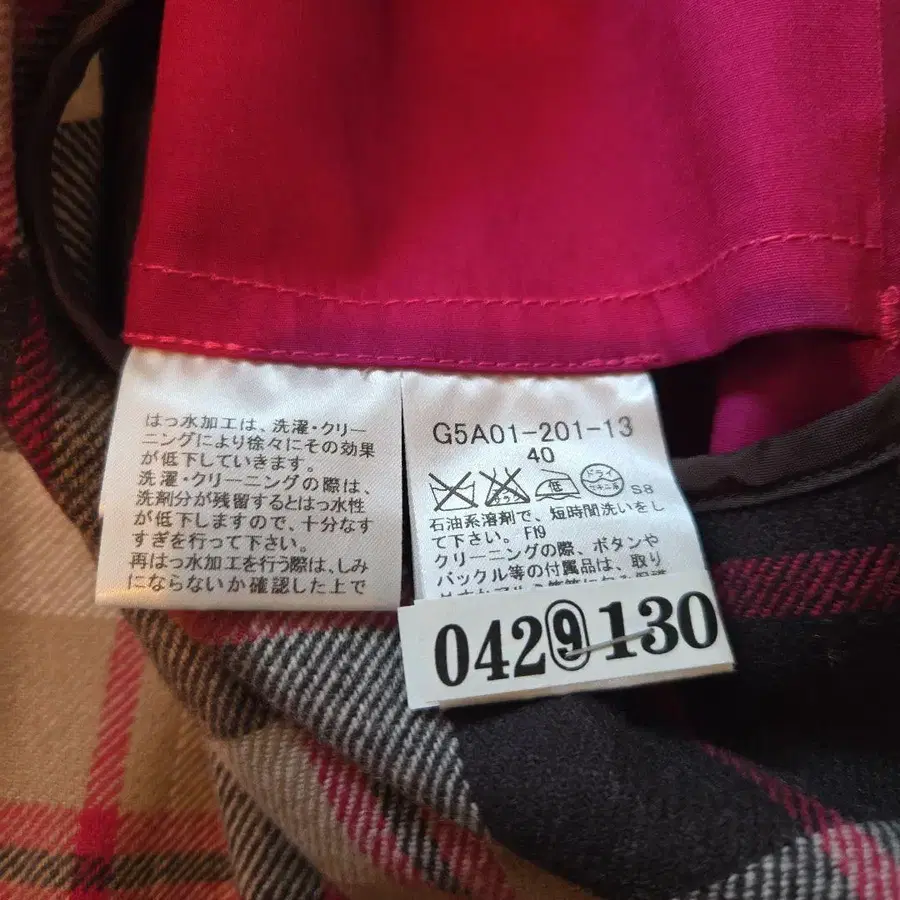 はっ水加工は、洗濯・クリー
ニングにより徐々にその効果
が低下していきます。
洗濯・クリーニングの際は、
洗剤分が残留するとはっ水性
が低下しますので、十分なす
すぎを行って下さい。
再はっ水加工を行う際は、しみ
にならないか確認した上で
G5A01-201-13
40
低
ドライ
S8
石油系溶剤で、短時間洗いをし
て下さい。F19
クリーニングの際、ボタンや
バックル等の付属品は、取り
0429130